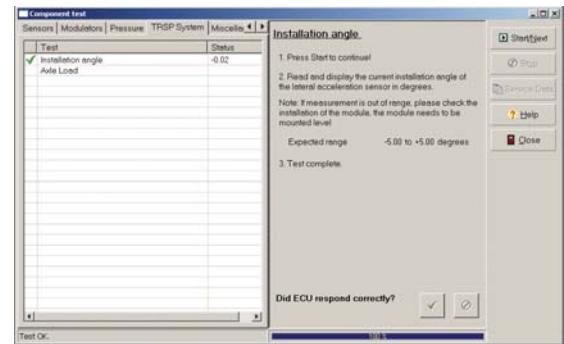 Component test
Sensors Modulators Pressure TRSP System Miscella
Test Status
Installation angle -0.02
Axle Load
Installation angle.
1. Press Start to continue!
2. Read and display the current installation angle of
the lateral acceleration sensor in degrees.
Note: If measurement is out of range, please check the
installation of the module, the module needs to be
mounted level
Expected range -5.00 to +5.00 degrees
3. Test complete.
Did ECU respond correctly?
Start/Next
Stop
Service Data
Help
Close
Test OK.
100 %